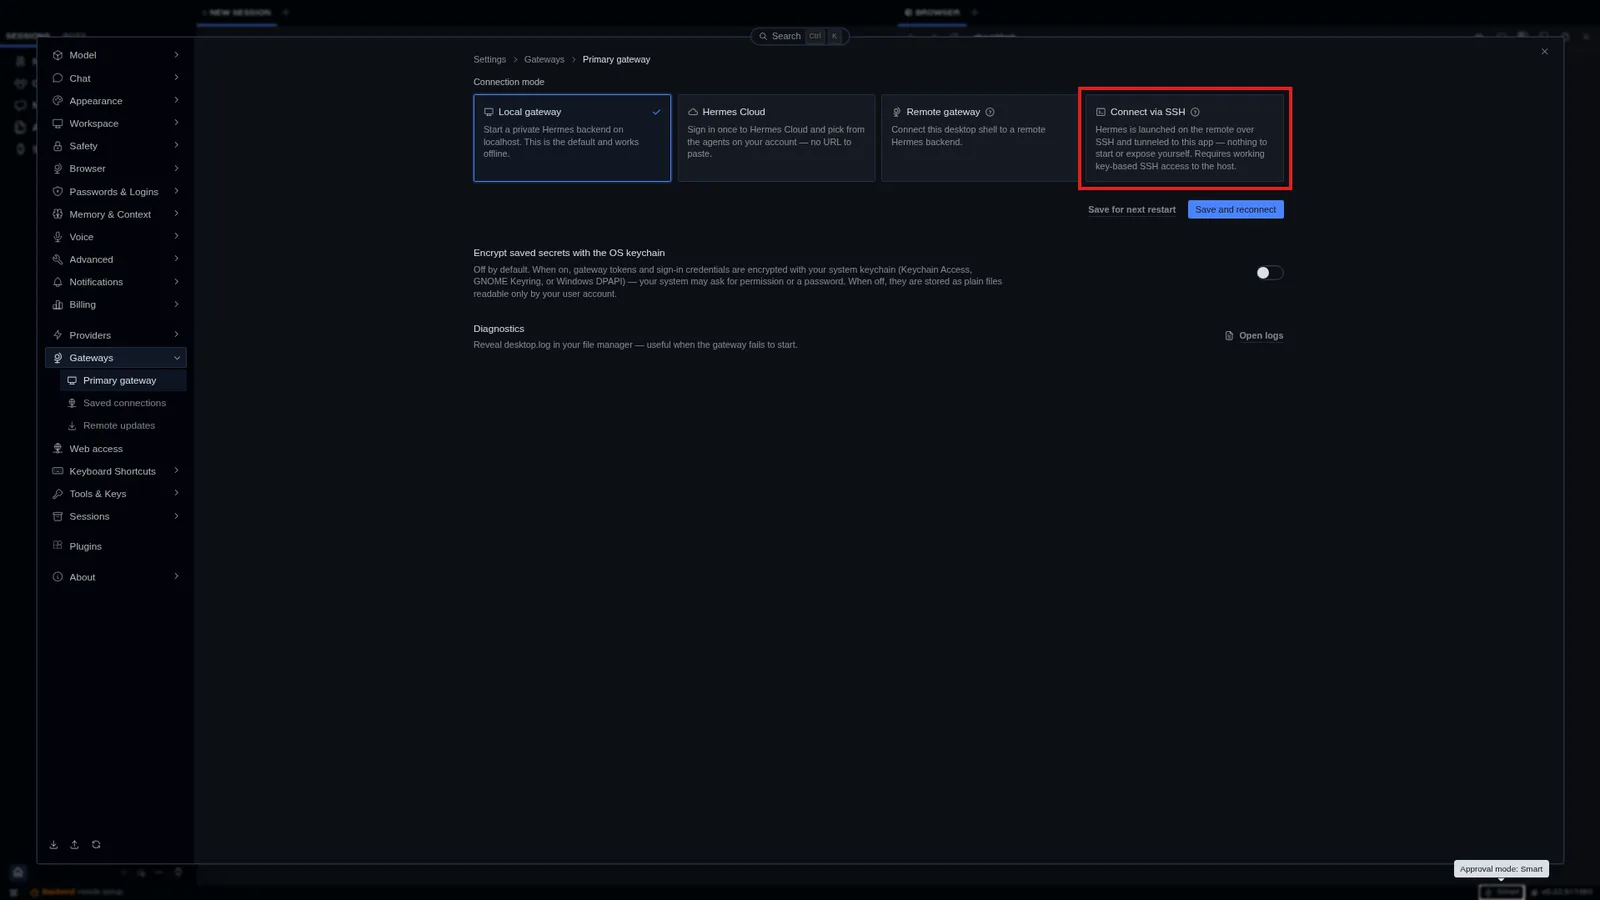 NEW SESSION
BROWSER
SESSIONS
Search Ctrl K
Model
Chat
Appearance
Workspace
Safety
Browser
Passwords & Logins
Memory & Context
Voice
Advanced
Notifications
Billing
Providers
Gateways
Primary gateway
Saved connections
Remote updates
Web access
Keyboard Shortcuts
Tools & Keys
Sessions
Plugins
About
Settings > Gateways > Primary gateway
Connection mode
Local gateway
Start a private Hermes backend on
localhost. This is the default and works
offline.
Hermes Cloud
Sign in once to Hermes Cloud and pick from
the agents on your account — no URL to
paste.
Remote gateway
Connect this desktop shell to a remote
Hermes backend.
Connect via SSH
Hermes is launched on the remote over
SSH and tunneled to this app — nothing to
start or expose yourself. Requires working
key-based SSH access to the host.
Save for next restart
Save and reconnect
Encrypt saved secrets with the OS keychain
Off by default. When on, gateway tokens and sign-in credentials are encrypted with your system keychain (Keychain Access,
GNOME Keyring, or Windows DPAPI) — your system may ask for permission or a password. When off, they are stored as plain files
readable only by your user account.
Diagnostics
Reveal desktop.log in your file manager — useful when the gateway fails to start.
Open logs
Approval mode: Smart
Backend needs setup
Smart